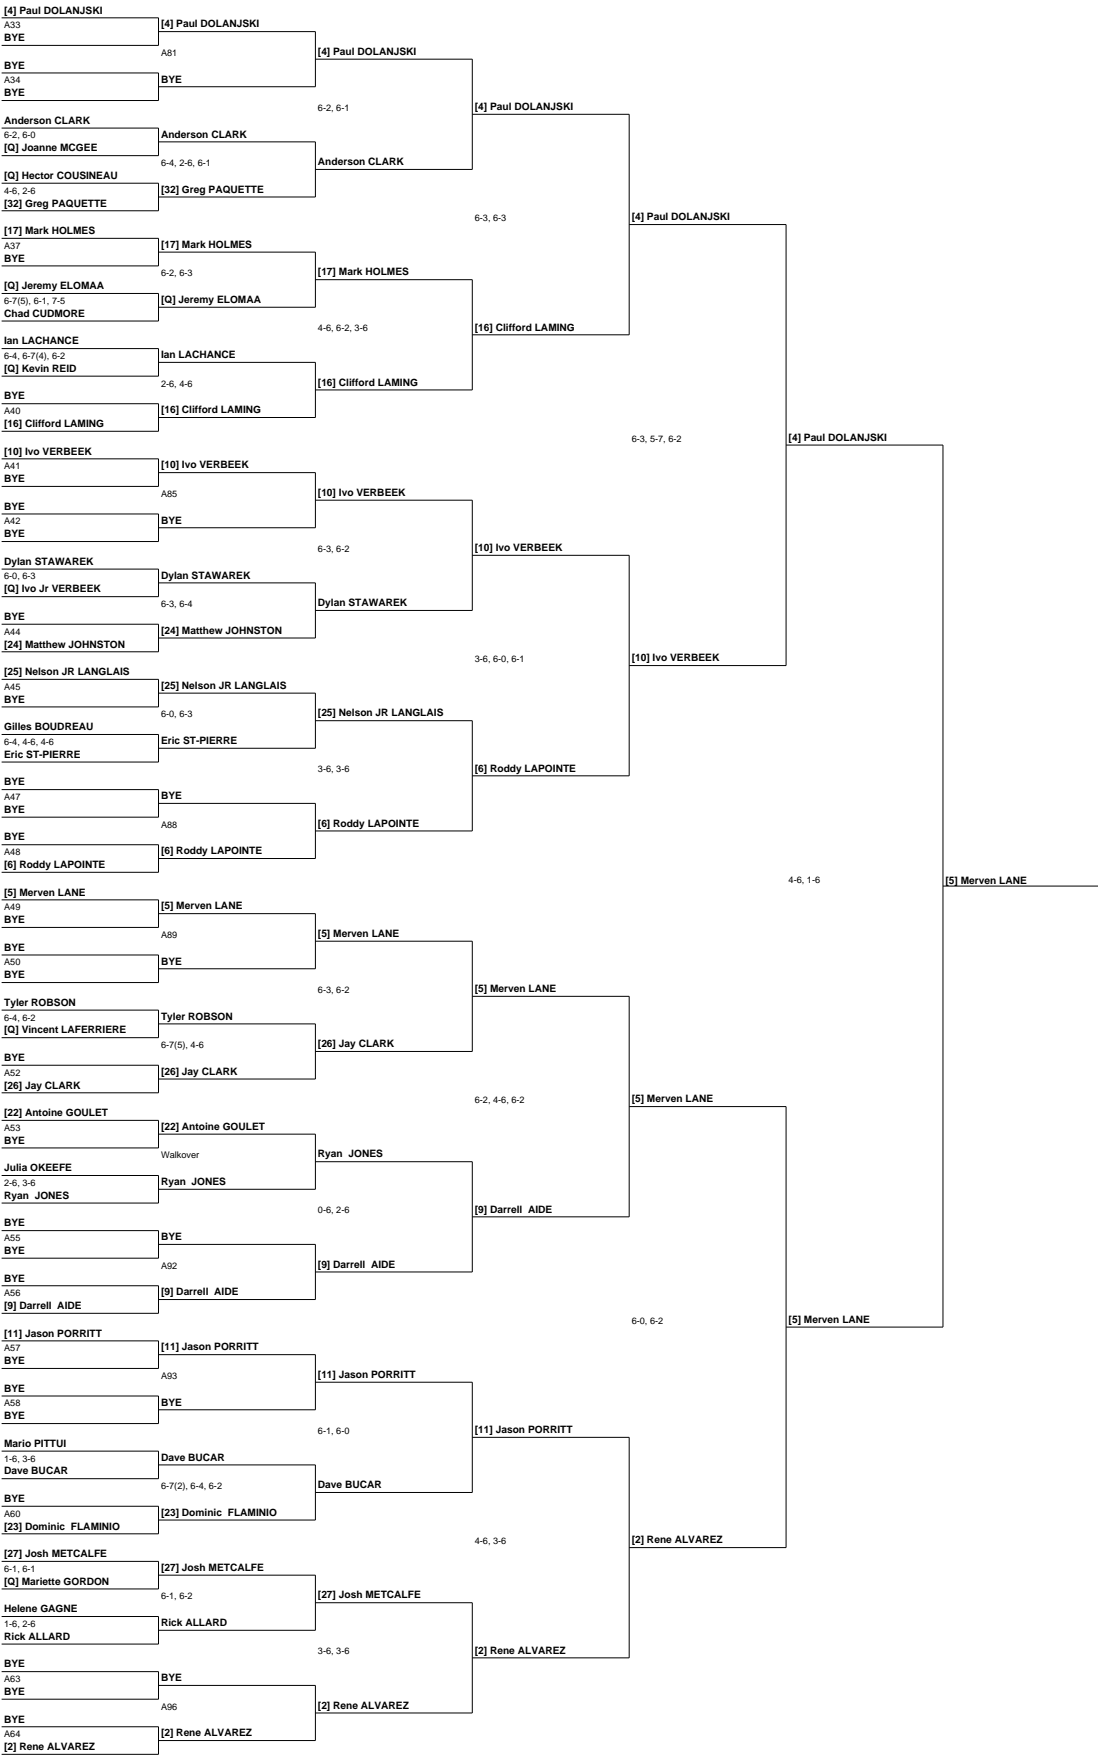 [4] Paul DOLANJSKI
A33
BYE
BYE
A34
BYE
Anderson CLARK
6-2, 6-0
[Q] Joanne MCGEE
[Q] Hector COUSINEAU
4-6, 2-6
[32] Greg PAQUETTE
[17] Mark HOLMES
A37
BYE
[Q] Jeremy ELOMAA
6-7(5), 6-1, 7-5
Chad CUDMORE
Ian LACHANCE
6-4, 6-7(4), 6-2
[Q] Kevin REID
BYE
A40
[16] Clifford LAMING
[10] Ivo VERBEEK
A41
BYE
BYE
A42
BYE
Dylan STAWAREK
6-0, 6-3
[Q] Ivo Jr VERBEEK
BYE
A44
[24] Matthew JOHNSTON
[25] Nelson JR LANGLAIS
A45
BYE
Gilles BOUDREAU
6-4, 4-6, 4-6
Eric ST-PIERRE
BYE
A47
BYE
BYE
A48
[6] Roddy LAPOINTE
[5] Merven LANE
A49
BYE
BYE
A50
BYE
Tyler ROBSON
6-4, 6-2
[Q] Vincent LAFERRIERE
BYE
A52
[26] Jay CLARK
[22] Antoine GOULET
A53
BYE
Julia OKEEFE
2-6, 3-6
Ryan  JONES
BYE
A55
BYE
BYE
A56
[9] Darrell  AIDE
[11] Jason PORRITT
A57
BYE
BYE
A58
BYE
Mario PITTUI
1-6, 3-6
Dave BUCAR
BYE
A60
[23] Dominic  FLAMINIO
[27] Josh METCALFE
6-1, 6-1
[Q] Mariette GORDON
Helene GAGNE
1-6, 2-6
Rick ALLARD
BYE
A63
BYE
BYE
A64
[2] Rene ALVAREZ
[4] Paul DOLANJSKI
A81
BYE
Anderson CLARK
6-4, 2-6, 6-1
[32] Greg PAQUETTE
[17] Mark HOLMES
6-2, 6-3
[Q] Jeremy ELOMAA
Ian LACHANCE
2-6, 4-6
[16] Clifford LAMING
[10] Ivo VERBEEK
A85
BYE
Dylan STAWAREK
6-3, 6-4
[24] Matthew JOHNSTON
[25] Nelson JR LANGLAIS
6-0, 6-3
Eric ST-PIERRE
BYE
A88
[6] Roddy LAPOINTE
[5] Merven LANE
A89
BYE
Tyler ROBSON
6-7(5), 4-6
[26] Jay CLARK
[22] Antoine GOULET
Walkover
Ryan  JONES
BYE
A92
[9] Darrell  AIDE
[11] Jason PORRITT
A93
BYE
Dave BUCAR
6-7(2), 6-4, 6-2
[23] Dominic  FLAMINIO
[27] Josh METCALFE
6-1, 6-2
Rick ALLARD
BYE
A96
[2] Rene ALVAREZ
[4] Paul DOLANJSKI
6-2, 6-1
Anderson CLARK
[17] Mark HOLMES
4-6, 6-2, 3-6
[16] Clifford LAMING
[10] Ivo VERBEEK
6-3, 6-2
Dylan STAWAREK
[25] Nelson JR LANGLAIS
3-6, 3-6
[6] Roddy LAPOINTE
[5] Merven LANE
6-3, 6-2
[26] Jay CLARK
Ryan  JONES
0-6, 2-6
[9] Darrell  AIDE
[11] Jason PORRITT
6-1, 6-0
Dave BUCAR
[27] Josh METCALFE
3-6, 3-6
[2] Rene ALVAREZ
[4] Paul DOLANJSKI
6-3, 6-3
[16] Clifford LAMING
[10] Ivo VERBEEK
3-6, 6-0, 6-1
[6] Roddy LAPOINTE
[5] Merven LANE
6-2, 4-6, 6-2
[9] Darrell  AIDE
[11] Jason PORRITT
4-6, 3-6
[2] Rene ALVAREZ
[4] Paul DOLANJSKI
6-3, 5-7, 6-2
[10] Ivo VERBEEK
[5] Merven LANE
6-0, 6-2
[2] Rene ALVAREZ
[4] Paul DOLANJSKI
4-6, 1-6
[5] Merven LANE
[5] Merven LANE